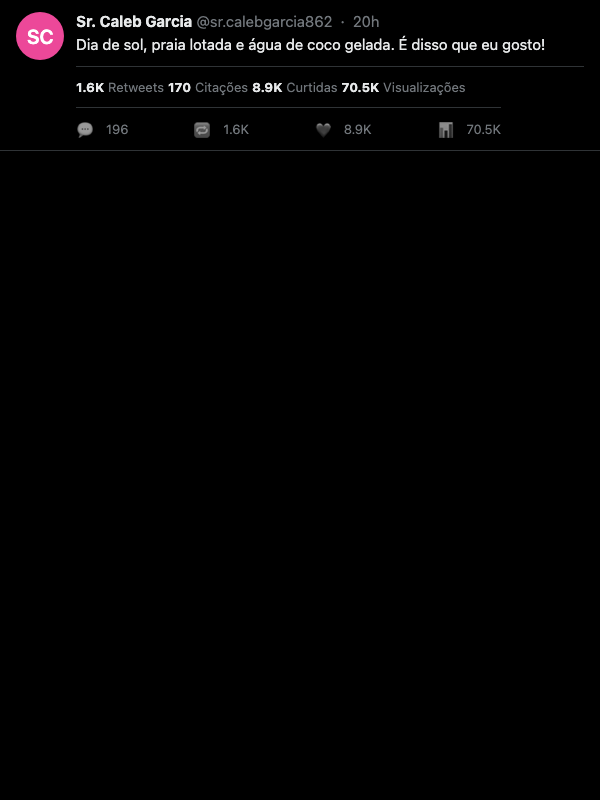 SC
Sr. Caleb Garcia @sr.calebgarcia862 · 20h
Dia de sol, praia lotada e água de coco gelada. É disso que eu gosto!
1.6K Retweets 170 Citações 8.9K Curtidas 70.5K Visualizações
196 1.6K 8.9K 70.5K